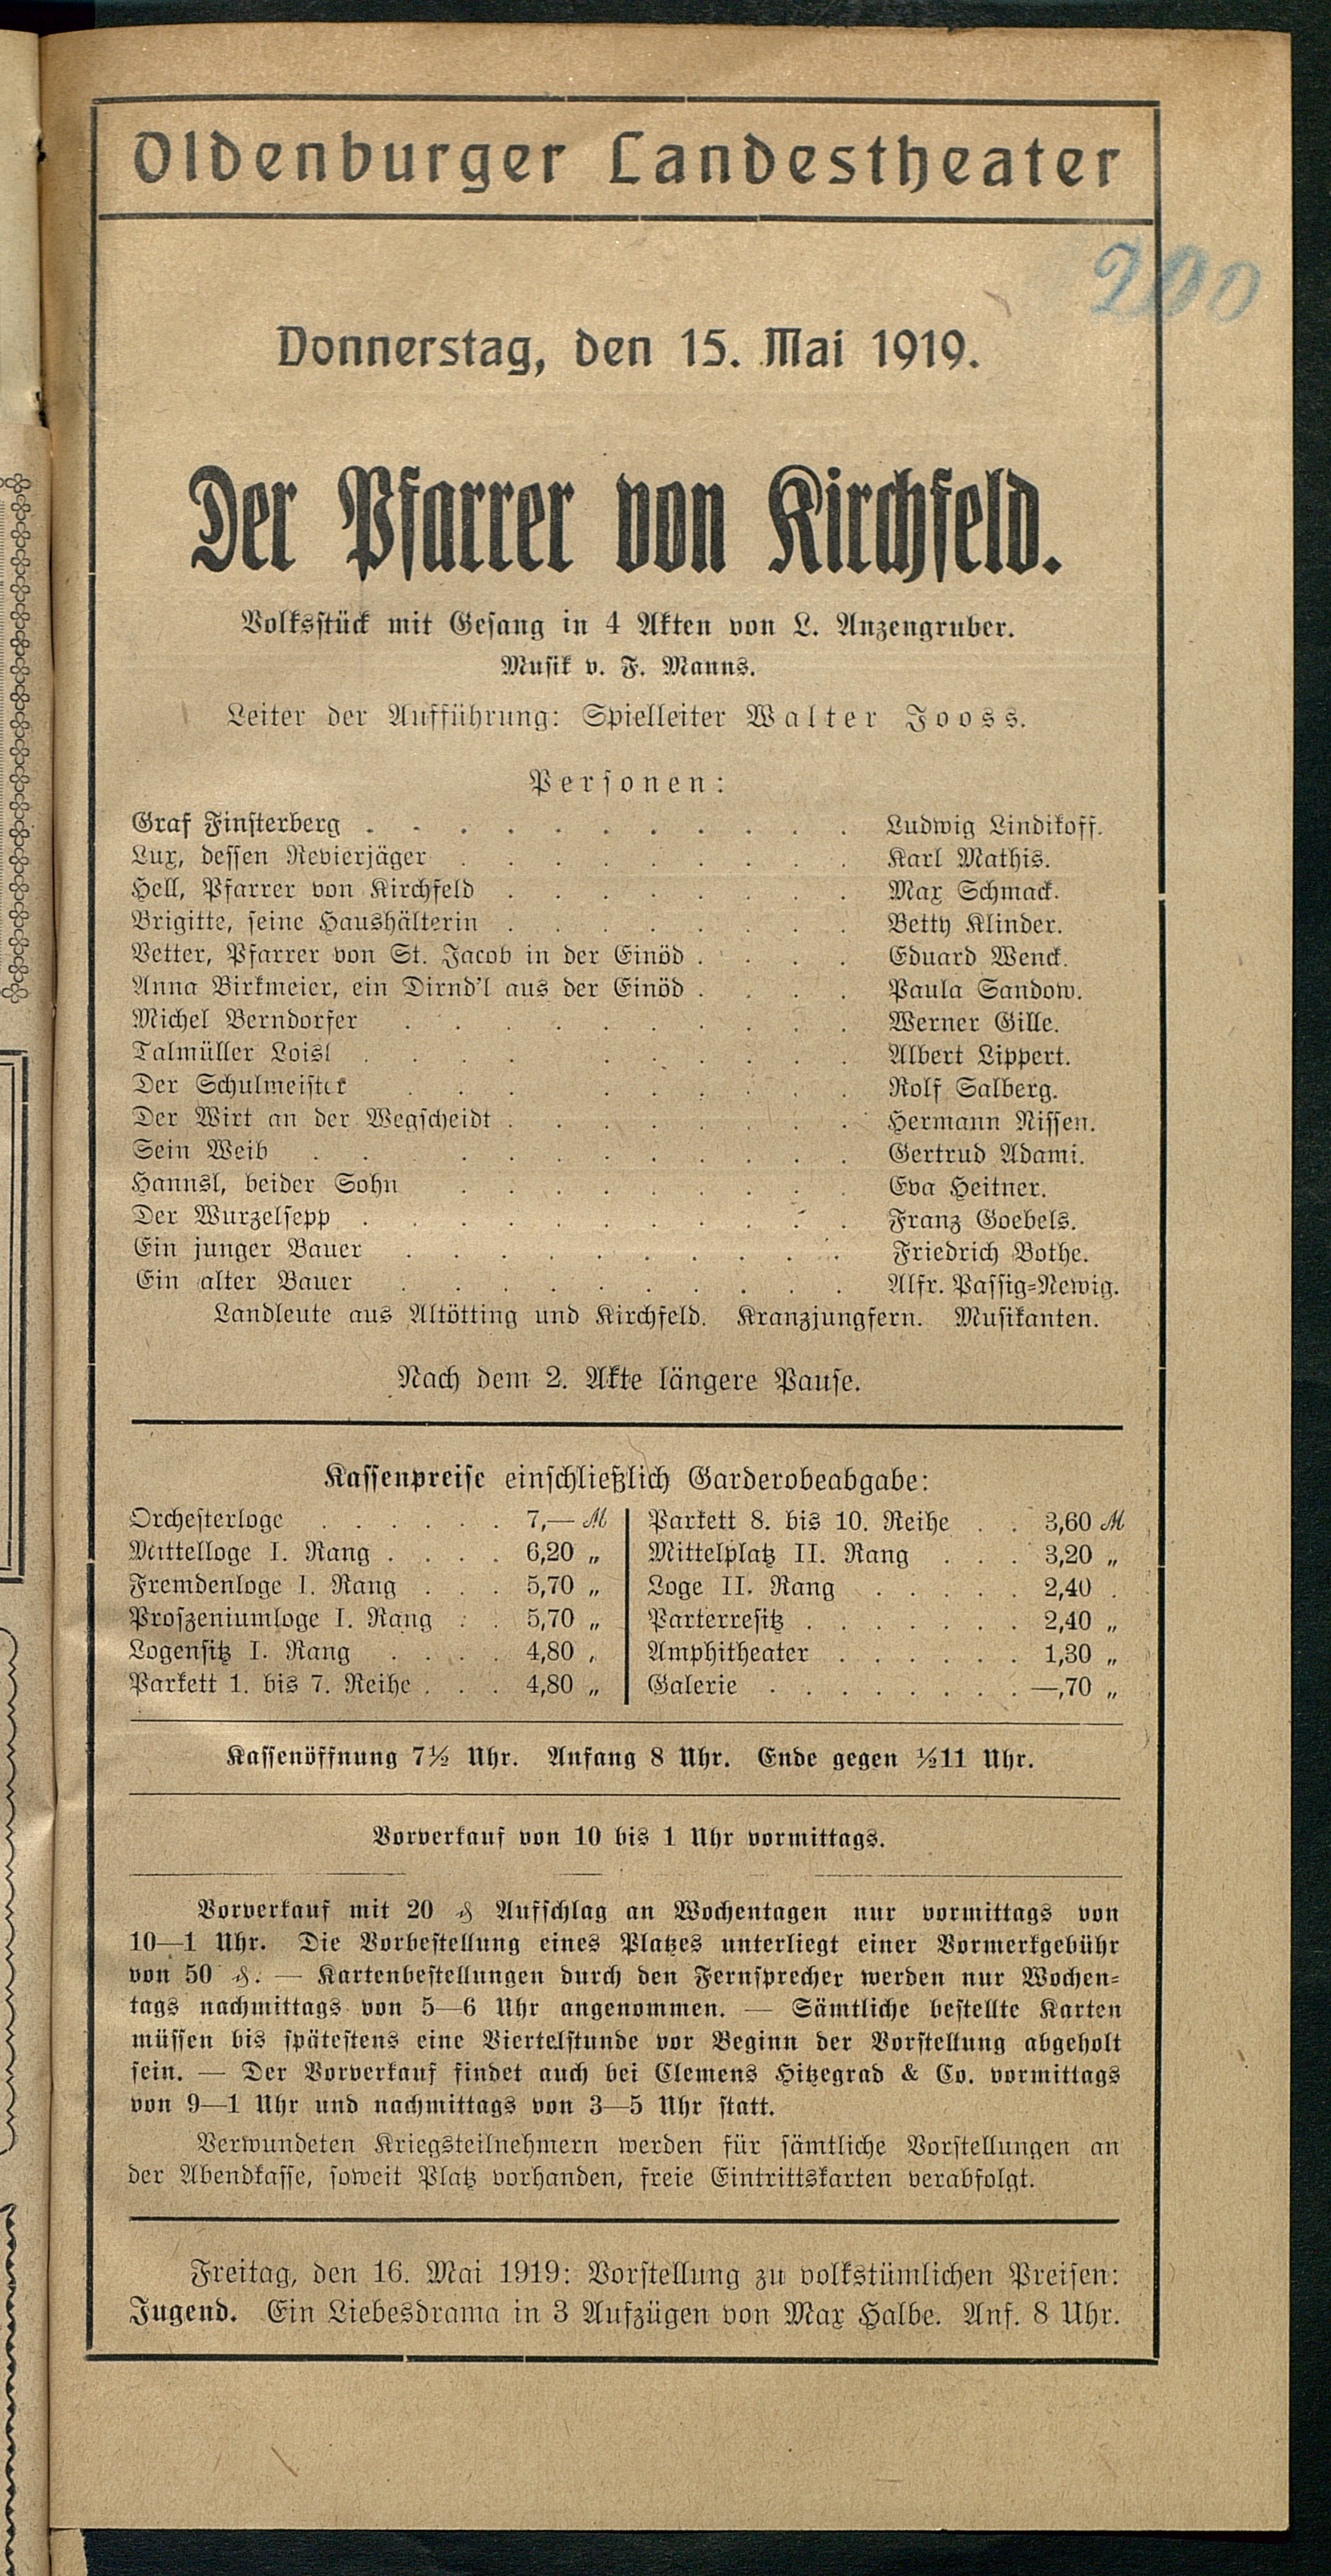 Oldenburger Landestheater
200
Donnerstag, den 15. Mai 1919.
Der Pfarrer von Kirchfeld.
Volksstück mit Gesang in 4 Akten von L. Anzengruber.
Musik v. F. Manns.
Leiter der Aufführung: Spielleiter Walter Jooss.
Personen:
Graf Finsterberg . . . . . . . . . . . Ludwig Lindikoff.
Lux, dessen Revierjäger . . . . . . . . . Karl Mathis.
Hell, Pfarrer von Kirchfeld . . . . . . . . Max Schmack.
Brigitte, seine Haushälterin . . . . . . . . Betty Klinder.
Vetter, Pfarrer von St. Jacob in der Einöd . . . . Eduard Wenck.
Anna Birkmeier, ein Dirnd'l aus der Einöd . . . . Paula Sandow.
Michel Berndorfer . . . . . . . . . . Werner Gille.
Talmüller Loisl . . . . . . . . . . Albert Lippert.
Der Schulmeister . . . . . . . . . Rolf Salberg.
Der Wirt an der Wegscheidt . . . . . . . . Hermann Nissen.
Sein Weib . . . . . . . . . . . Gertrud Adami.
Hannsl, beider Sohn . . . . . . . . . Eva Heitner.
Der Wurzelsepp . . . . . . . . . . . Franz Goebels.
Ein junger Bauer . . . . . . . . . . Friedrich Bothe.
Ein alter Bauer . . . . . . . . . . Alfr. Passig=Newig.
Landleute aus Altötting und Kirchfeld. Kranzjungfern. Musikanten.
Nach dem 2. Akte längere Pause.
Kassenpreise einschließlich Garderobeabgabe:
Orchesterloge . . . . . . 7,— M
Mittelloge I. Rang . . . . 6,20 „
Fremdenloge I. Rang . . . 5,70 „
Proszeniumloge I. Rang . . 5,70 „
Logensitz I. Rang . . . . 4,80 „
Parkett 1. bis 7. Reihe . . . 4,80 „
Parkett 8. bis 10. Reihe . . 3,60 M
Mittelplatz II. Rang . . . 3,20 „
Loge II. Rang . . . . . 2,40 .
Parterresitz . . . . . . . 2,40 „
Amphitheater . . . . . . 1,30 „
Galerie . . . . . . . . —,70 „
Kassenöffnung 7½ Uhr. Anfang 8 Uhr. Ende gegen ½11 Uhr.
Vorverkauf von 10 bis 1 Uhr vormittags.
Vorverkauf mit 20 ₰ Aufschlag an Wochentagen nur vormittags von
10—1 Uhr. Die Vorbestellung eines Platzes unterliegt einer Vormerkgebühr
von 50 ₰. — Kartenbestellungen durch den Fernsprecher werden nur Wochen=
tags nachmittags von 5—6 Uhr angenommen. — Sämtliche bestellte Karten
müssen bis spätestens eine Viertelstunde vor Beginn der Vorstellung abgeholt
sein. — Der Vorverkauf findet auch bei Clemens Hitzegrad & Co. vormittags
von 9—1 Uhr und nachmittags von 3—5 Uhr statt.
Verwundeten Kriegsteilnehmern werden für sämtliche Vorstellungen an
der Abendkasse, soweit Platz vorhanden, freie Eintrittskarten verabfolgt.
Freitag, den 16. Mai 1919: Vorstellung zu volkstümlichen Preisen:
Jugend. Ein Liebesdrama in 3 Aufzügen von Max Halbe. Anf. 8 Uhr.